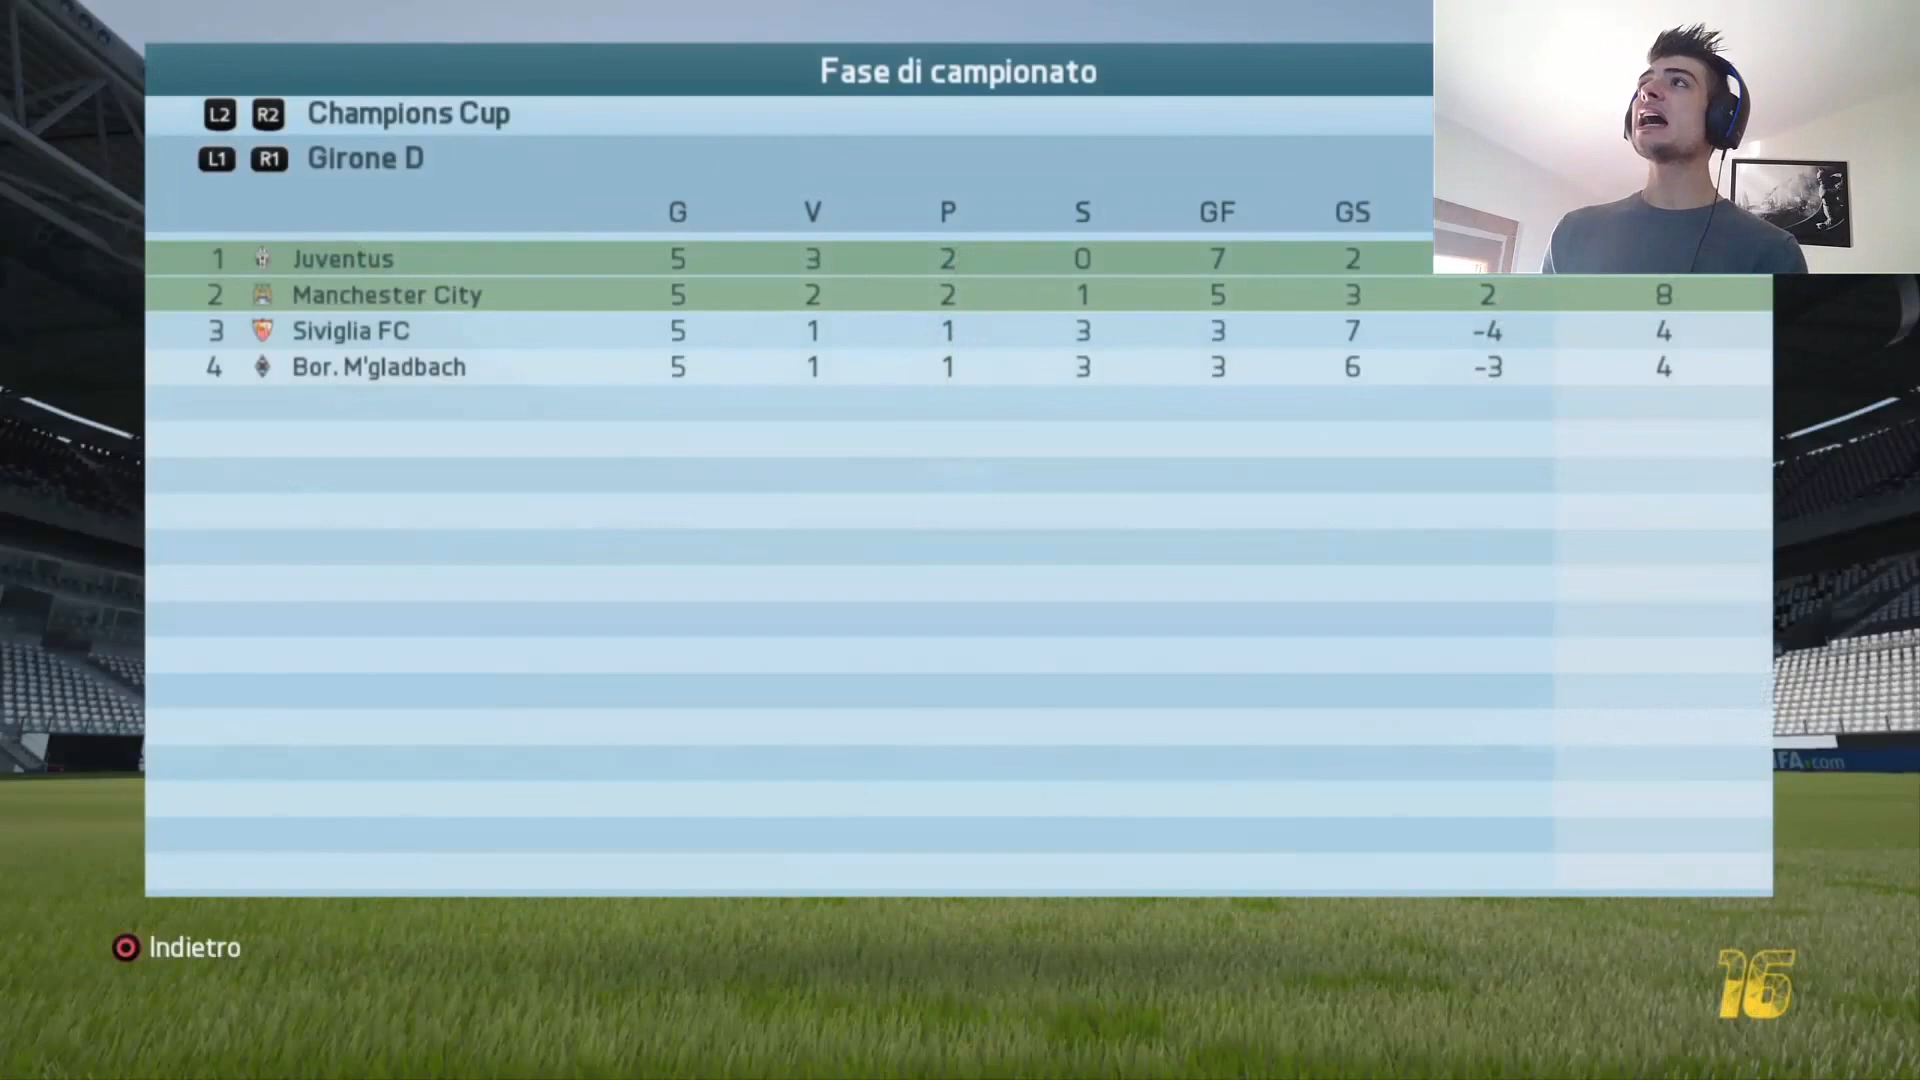 Fase di campionato
L2 R2 Champions Cup
L1 R1 Girone D
G V P S GF GS
1 Juventus 5 3 2 0 7 2
2 Manchester City 5 2 2 1 5 3 2 8
3 Siviglia FC 5 1 1 3 3 7 -4 4
4 Bor. M'gladbach 5 1 1 3 3 6 -3 4
FA.com
Indietro
16